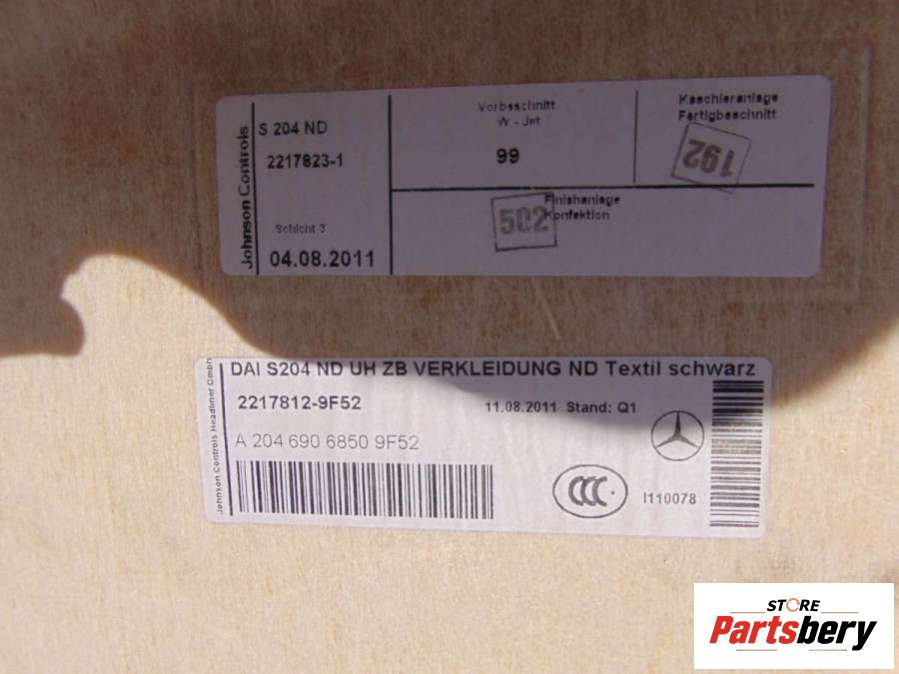 Johnson Controls
S 204 ND
2217823-1
Schicht 3
04.08.2011
Vorbeschnitt
W - Jet
99
Kaschieranlage
Fertigbeschnitt
192
Finishanlage
Konfektion
502
Johnson Controls Headliner GmbH
DAI S204 ND UH ZB VERKLEIDUNG ND Textil schwarz
2217812-9F52
11.08.2011 Stand: Q1
A 204 690 6850 9F52
CCC
I110078
STORE
Partsbery